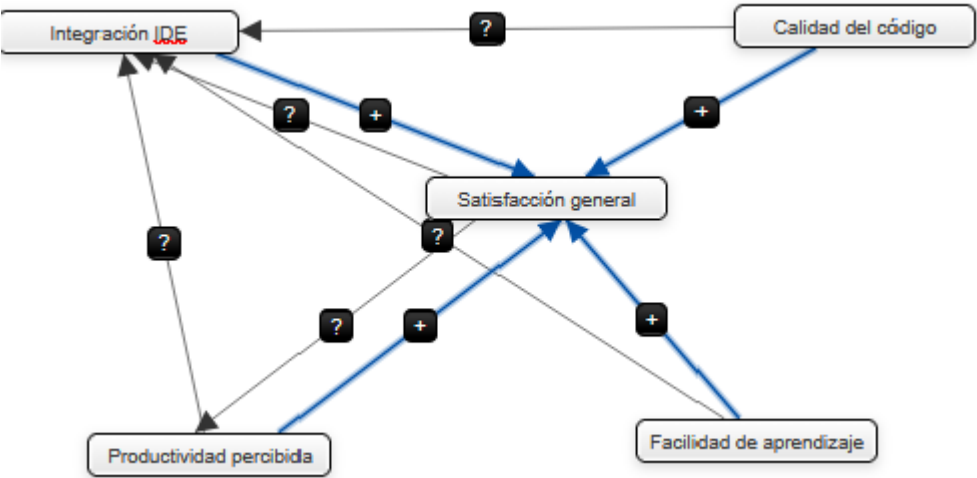 Integración IDE
?
Calidad del código
?
+
+
Satisfacción general
?
?
?
+
+
Productividad percibida
Facilidad de aprendizaje